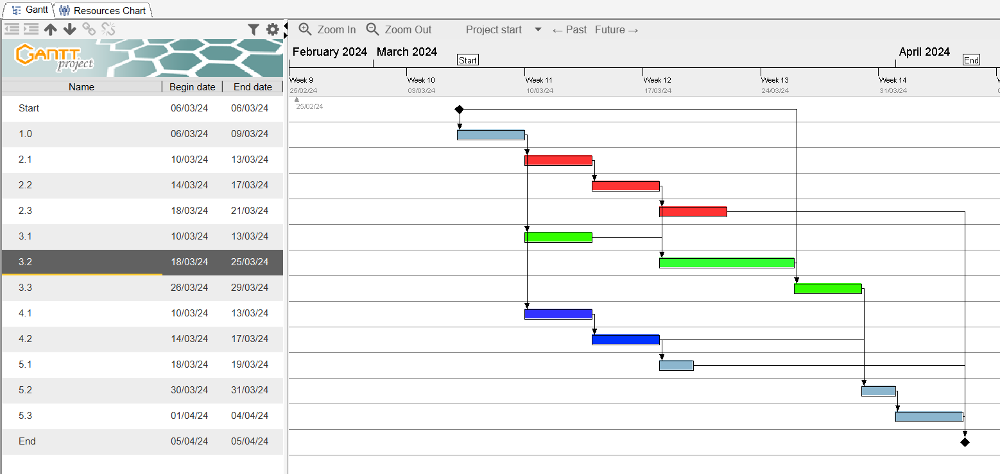 Gantt Resources Chart
Zoom In Zoom Out Project start ← Past Future →
GANTT project
February 2024 March 2024 April 2024
Start End
Name Begin date End date
Week 9 Week 10 Week 11 Week 12 Week 13 Week 14
25/02/24 03/03/24 10/03/24 17/03/24 24/03/24 31/03/24
25/02/24
Start 06/03/24 06/03/24
1.0 06/03/24 09/03/24
2.1 10/03/24 13/03/24
2.2 14/03/24 17/03/24
2.3 18/03/24 21/03/24
3.1 10/03/24 13/03/24
3.2 18/03/24 25/03/24
3.3 26/03/24 29/03/24
4.1 10/03/24 13/03/24
4.2 14/03/24 17/03/24
5.1 18/03/24 19/03/24
5.2 30/03/24 31/03/24
5.3 01/04/24 04/04/24
End 05/04/24 05/04/24